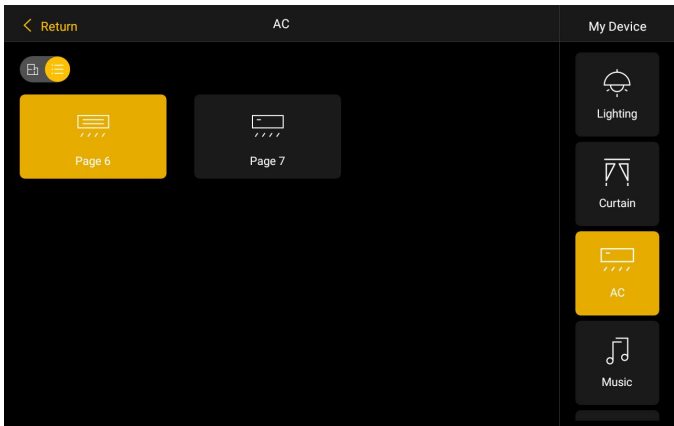 Return
AC
My Device
Page 6
Page 7
Lighting
Curtain
AC
Music